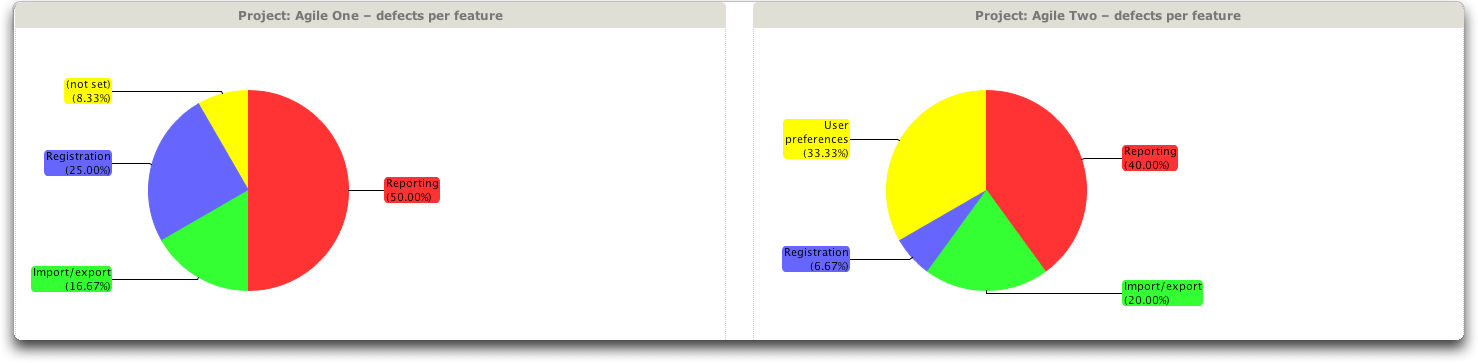 Project: Agile One – defects per feature
(not set)
(8.33%)
Registration
(25.00%)
Reporting
(50.00%)
Import/export
(16.67%)
Project: Agile Two – defects per feature
User
preferences
(33.33%)
Reporting
(40.00%)
Registration
(6.67%)
Import/export
(20.00%)